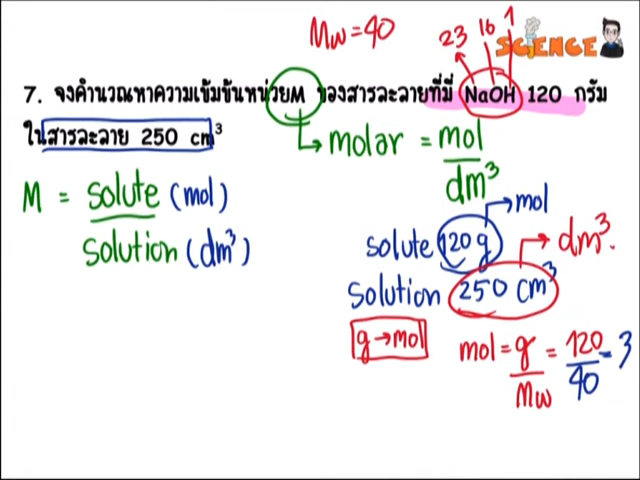 Mw = 40
23 16 1
SCIENCE
7. จงคำนวณหาความเข้มข้นหน่วยM ของสารละลายที่มี NaOH 120 กรัม
ในสารละลาย 250 cm³
molar = mol
dm³
M = solute (mol)
solution (dm³)
mol
solute 120 g
dm³.
solution 250 cm³
g → mol
mol = g = 120 = 3
Mw 40